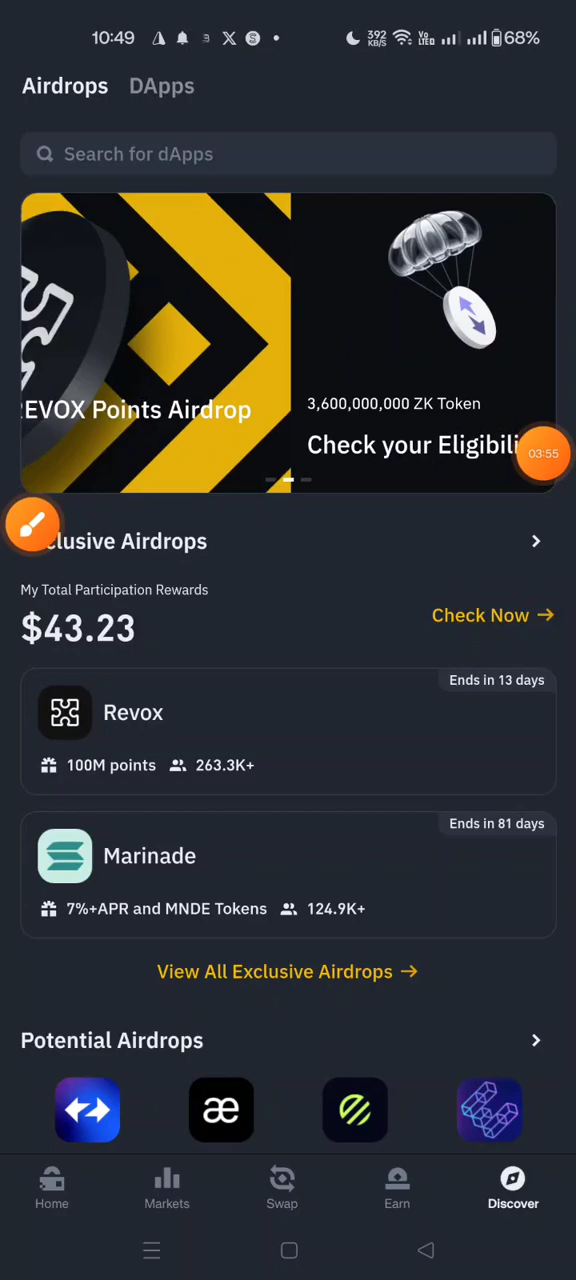 10:49
392 KB/S
Vo LTE
68%
Airdrops DApps
Search for dApps
REVOX Points Airdrop
3,600,000,000 ZK Token
Check your Eligibili
03:55
clusive Airdrops
My Total Participation Rewards
$43.23
Check Now →
Ends in 13 days
Revox
100M points 263.3K+
Ends in 81 days
Marinade
7%+APR and MNDE Tokens 124.9K+
View All Exclusive Airdrops →
Potential Airdrops
æ
Home Markets Swap Earn Discover